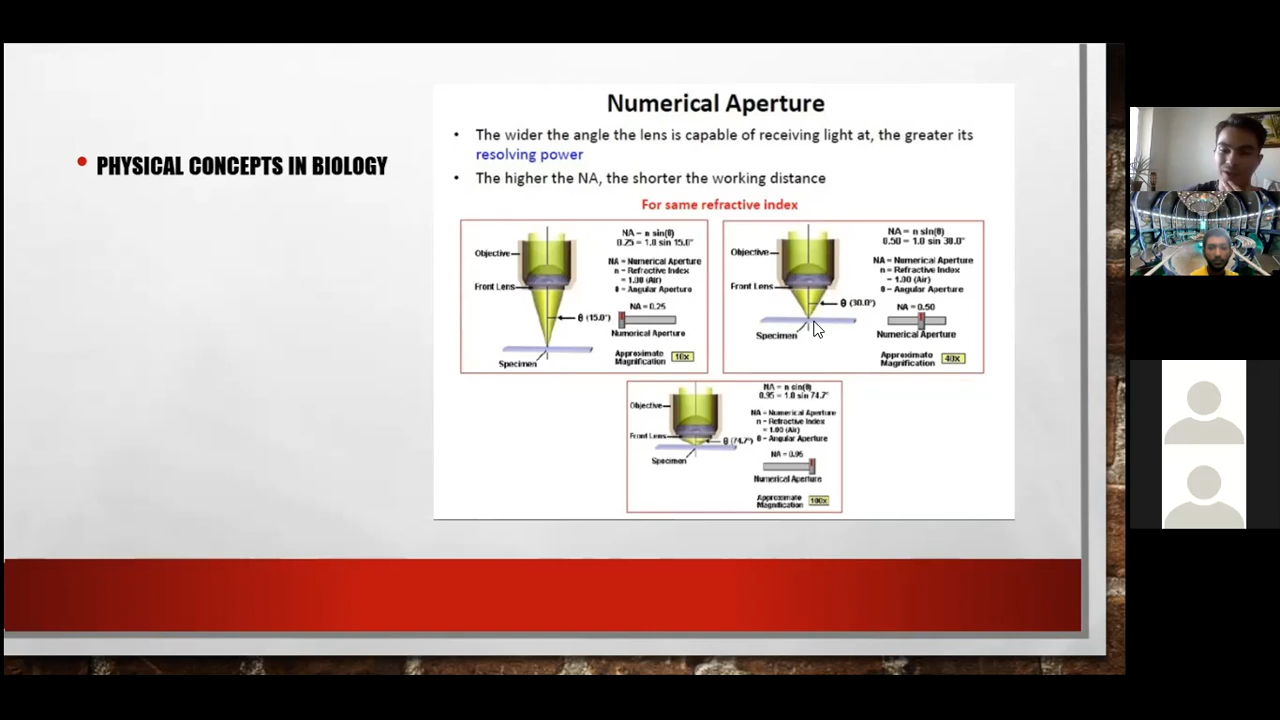 PHYSICAL CONCEPTS IN BIOLOGY
Numerical Aperture
• The wider the angle the lens is capable of receiving light at, the greater its
resolving power
• The higher the NA, the shorter the working distance
For same refractive index
NA = n sin(θ)
0.25 = 1.0 sin 15.0°
Objective
NA = Numerical Aperture
n = Refractive Index
= 1.00 (Air)
θ = Angular Aperture
Front Lens
NA = 0.25
θ (15.0°)
Numerical Aperture
Approximate
Magnification
10x
Specimen
NA = n sin(θ)
0.50 = 1.0 sin 30.0°
Objective
NA = Numerical Aperture
n = Refractive Index
= 1.00 (Air)
θ = Angular Aperture
Front Lens
θ (30.0°)
NA = 0.50
Numerical Aperture
Specimen
Approximate
Magnification
40x
NA = n sin(θ)
0.95 = 1.0 sin 74.7°
Objective
NA = Numerical Aperture
n = Refractive Index
= 1.00 (Air)
θ = Angular Aperture
Front Lens
θ (74.7°)
NA = 0.95
Specimen
Numerical Aperture
Approximate
Magnification
100x